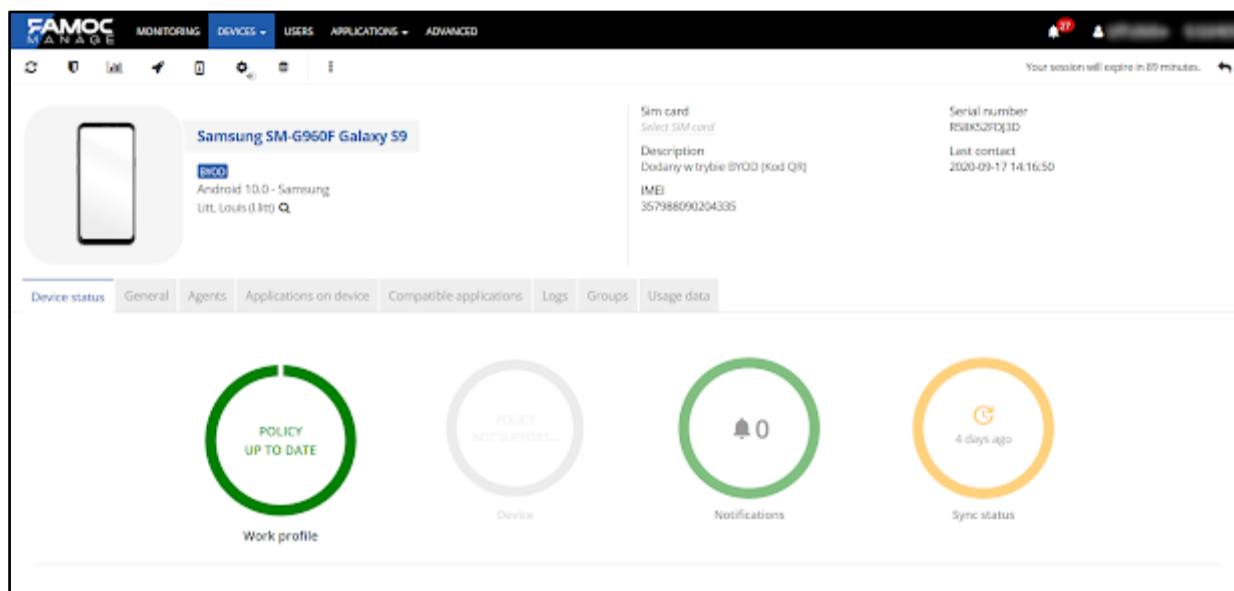 FAMOC
MANAGE
MONITORING
DEVICES
USERS
APPLICATIONS
ADVANCED
27
Your session will expire in 89 minutes.
Samsung SM-G960F Galaxy S9
BYOD
Android 10.0 - Samsung
Litt, Louis (l.litt)
Sim card
Select SIM card
Description
Dodany w trybie BYOD (Kod QR)
IMEI
357988090204335
Serial number
Last contact
2020-09-17 14:16:50
Device status
General
Agents
Applications on device
Compatible applications
Logs
Groups
Usage data
POLICY
UP TO DATE
Work profile
POLICY
NOT SUPPORT...
Device
0
Notifications
4 days ago
Sync status